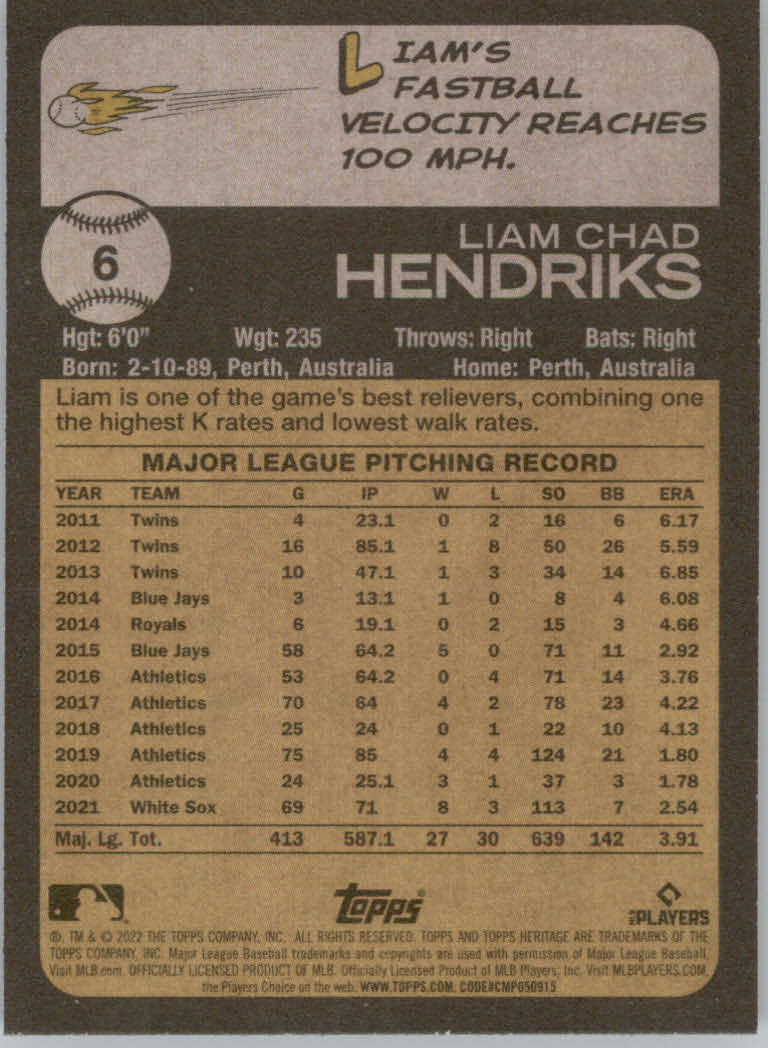 LIAM'S
FASTBALL
VELOCITY REACHES
100 MPH.
6
LIAM CHAD
HENDRIKS
Hgt: 6'0" Wgt: 235 Throws: Right Bats: Right
Born: 2-10-89, Perth, Australia Home: Perth, Australia
Liam is one of the game's best relievers, combining one
the highest K rates and lowest walk rates.
MAJOR LEAGUE PITCHING RECORD
YEAR TEAM G IP W L SO BB ERA
2011 Twins 4 23.1 0 2 16 6 6.17
2012 Twins 16 85.1 1 8 50 26 5.59
2013 Twins 10 47.1 1 3 34 14 6.85
2014 Blue Jays 3 13.1 1 0 8 4 6.08
2014 Royals 6 19.1 0 2 15 3 4.66
2015 Blue Jays 58 64.2 5 0 71 11 2.92
2016 Athletics 53 64.2 0 4 71 14 3.76
2017 Athletics 70 64 4 2 78 23 4.22
2018 Athletics 25 24 0 1 22 10 4.13
2019 Athletics 75 85 4 4 124 21 1.80
2020 Athletics 24 25.1 3 1 37 3 1.78
2021 White Sox 69 71 8 3 113 7 2.54
Maj. Lg. Tot. 413 587.1 27 30 639 142 3.91
topps® MLB PLAYERS
®, TM & © 2022 THE TOPPS COMPANY, INC. ALL RIGHTS RESERVED. TOPPS AND TOPPS HERITAGE ARE TRADEMARKS OF THE
TOPPS COMPANY, INC. Major League Baseball trademarks and copyrights are used with permission of Major League Baseball.
Visit MLB.com. OFFICIALLY LICENSED PRODUCT OF MLB. Officially Licensed Product of MLB Players, Inc. Visit MLBPLAYERS.COM,
the Players Choice on the web. WWW.TOPPS.COM. CODE#CMP050915